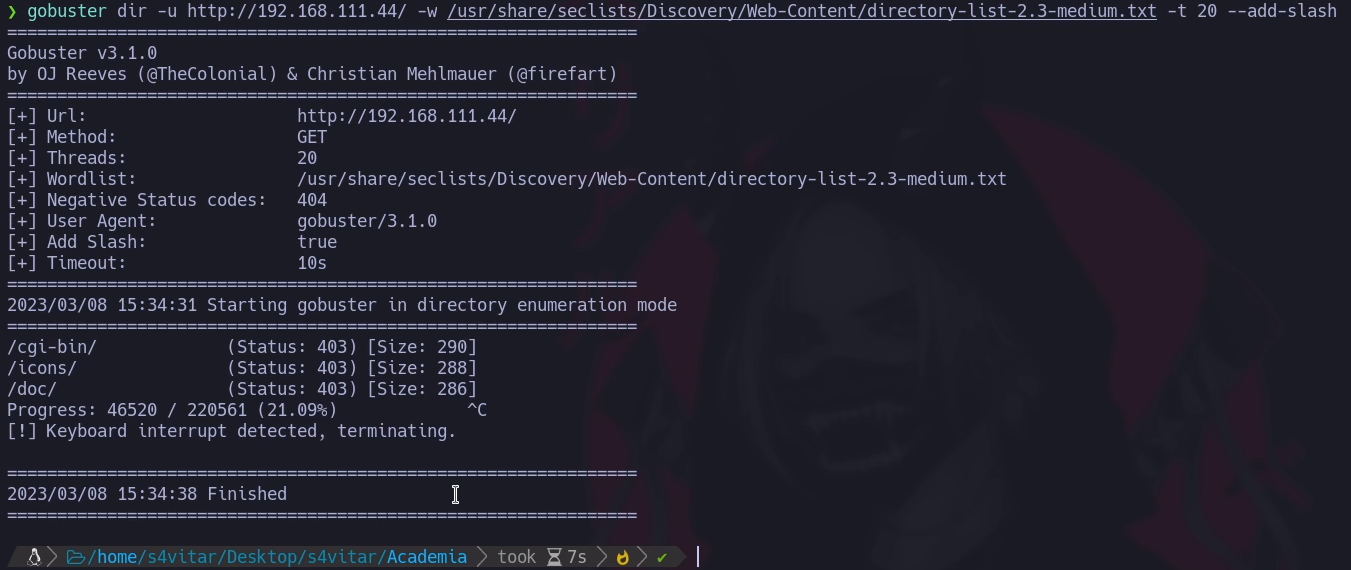 ❯ gobuster dir -u http://192.168.111.44/ -w /usr/share/seclists/Discovery/Web-Content/directory-list-2.3-medium.txt -t 20 --add-slash
===============================================================
Gobuster v3.1.0
by OJ Reeves (@TheColonial) & Christian Mehlmauer (@firefart)
===============================================================
[+] Url:                     http://192.168.111.44/
[+] Method:                  GET
[+] Threads:                 20
[+] Wordlist:                /usr/share/seclists/Discovery/Web-Content/directory-list-2.3-medium.txt
[+] Negative Status codes:   404
[+] User Agent:              gobuster/3.1.0
[+] Add Slash:               true
[+] Timeout:                 10s
===============================================================
2023/03/08 15:34:31 Starting gobuster in directory enumeration mode
===============================================================
/cgi-bin/             (Status: 403) [Size: 290]
/icons/               (Status: 403) [Size: 288]
/doc/                 (Status: 403) [Size: 286]
Progress: 46520 / 220561 (21.09%)             ^C
[!] Keyboard interrupt detected, terminating.
===============================================================
2023/03/08 15:34:38 Finished
===============================================================
/home/s4vitar/Desktop/s4vitar/Academia took 7s ✔